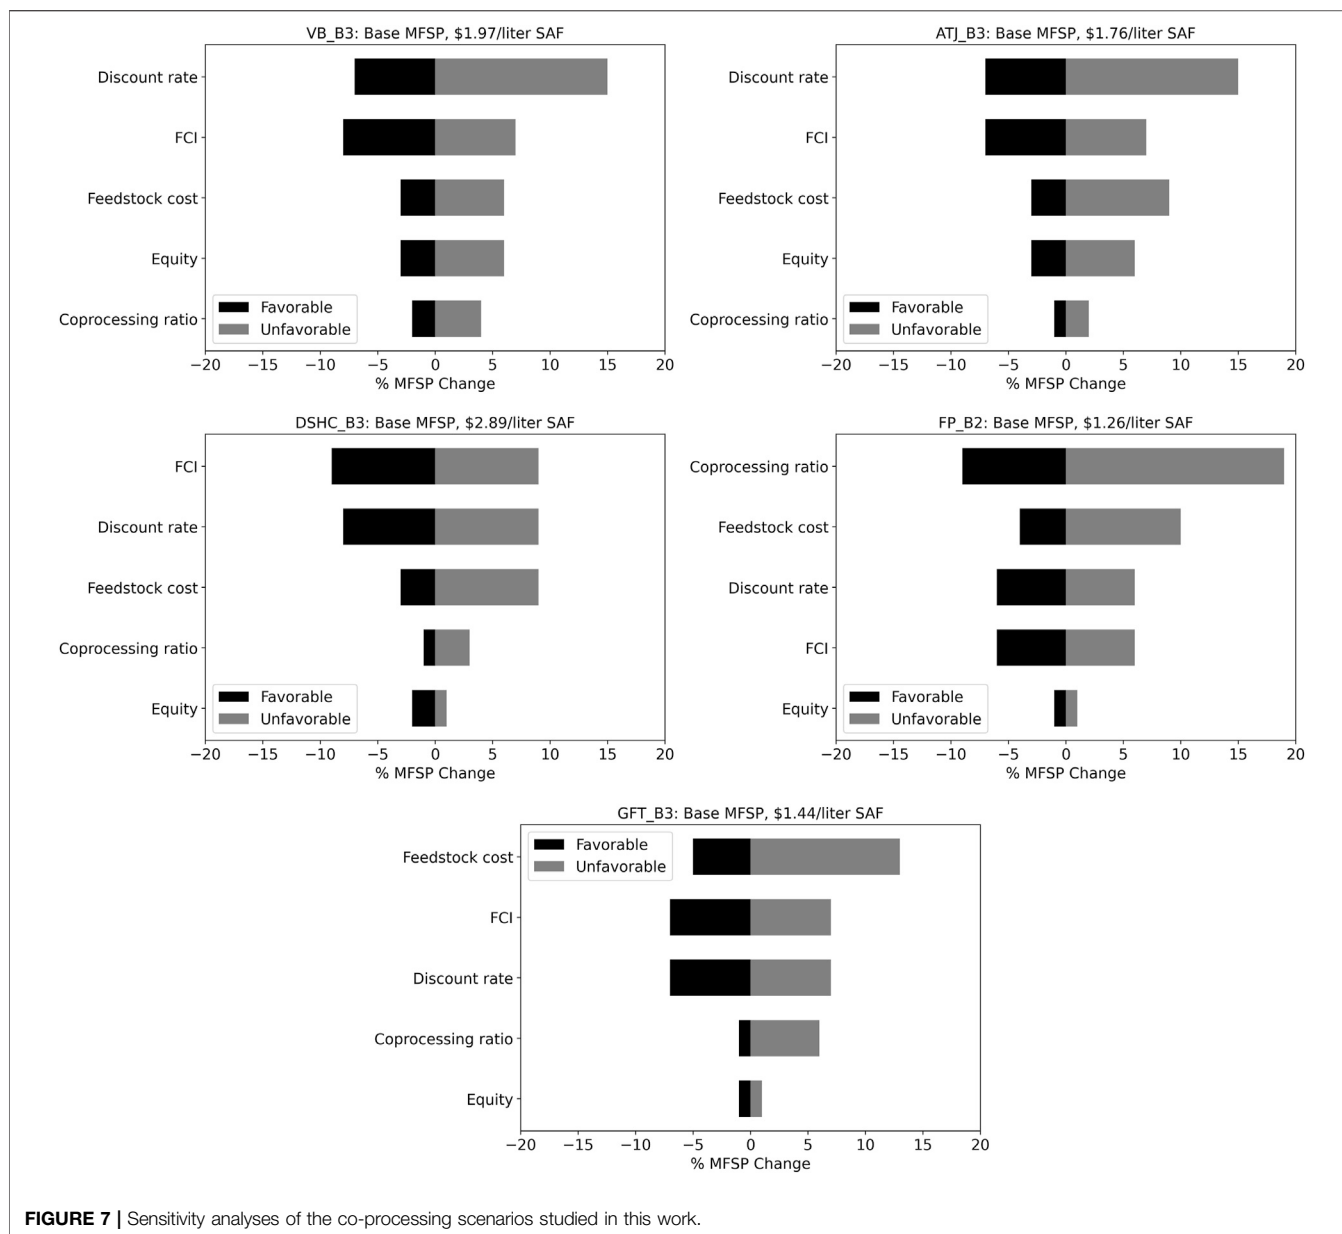 VB_B3: Base MFSP, $1.97/liter SAF
Discount rate
FCI
Feedstock cost
Equity
Coprocessing ratio
Favorable
Unfavorable
−20 −15 −10 −5 0 5 10 15 20
% MFSP Change
ATJ_B3: Base MFSP, $1.76/liter SAF
Discount rate
FCI
Feedstock cost
Equity
Coprocessing ratio
Favorable
Unfavorable
−20 −15 −10 −5 0 5 10 15 20
% MFSP Change
DSHC_B3: Base MFSP, $2.89/liter SAF
FCI
Discount rate
Feedstock cost
Coprocessing ratio
Equity
Favorable
Unfavorable
−20 −15 −10 −5 0 5 10 15 20
% MFSP Change
FP_B2: Base MFSP, $1.26/liter SAF
Coprocessing ratio
Feedstock cost
Discount rate
FCI
Equity
Favorable
Unfavorable
−20 −15 −10 −5 0 5 10 15 20
% MFSP Change
GFT_B3: Base MFSP, $1.44/liter SAF
Favorable
Unfavorable
Feedstock cost
FCI
Discount rate
Coprocessing ratio
Equity
−20 −15 −10 −5 0 5 10 15 20
% MFSP Change
FIGURE 7 | Sensitivity analyses of the co-processing scenarios studied in this work.